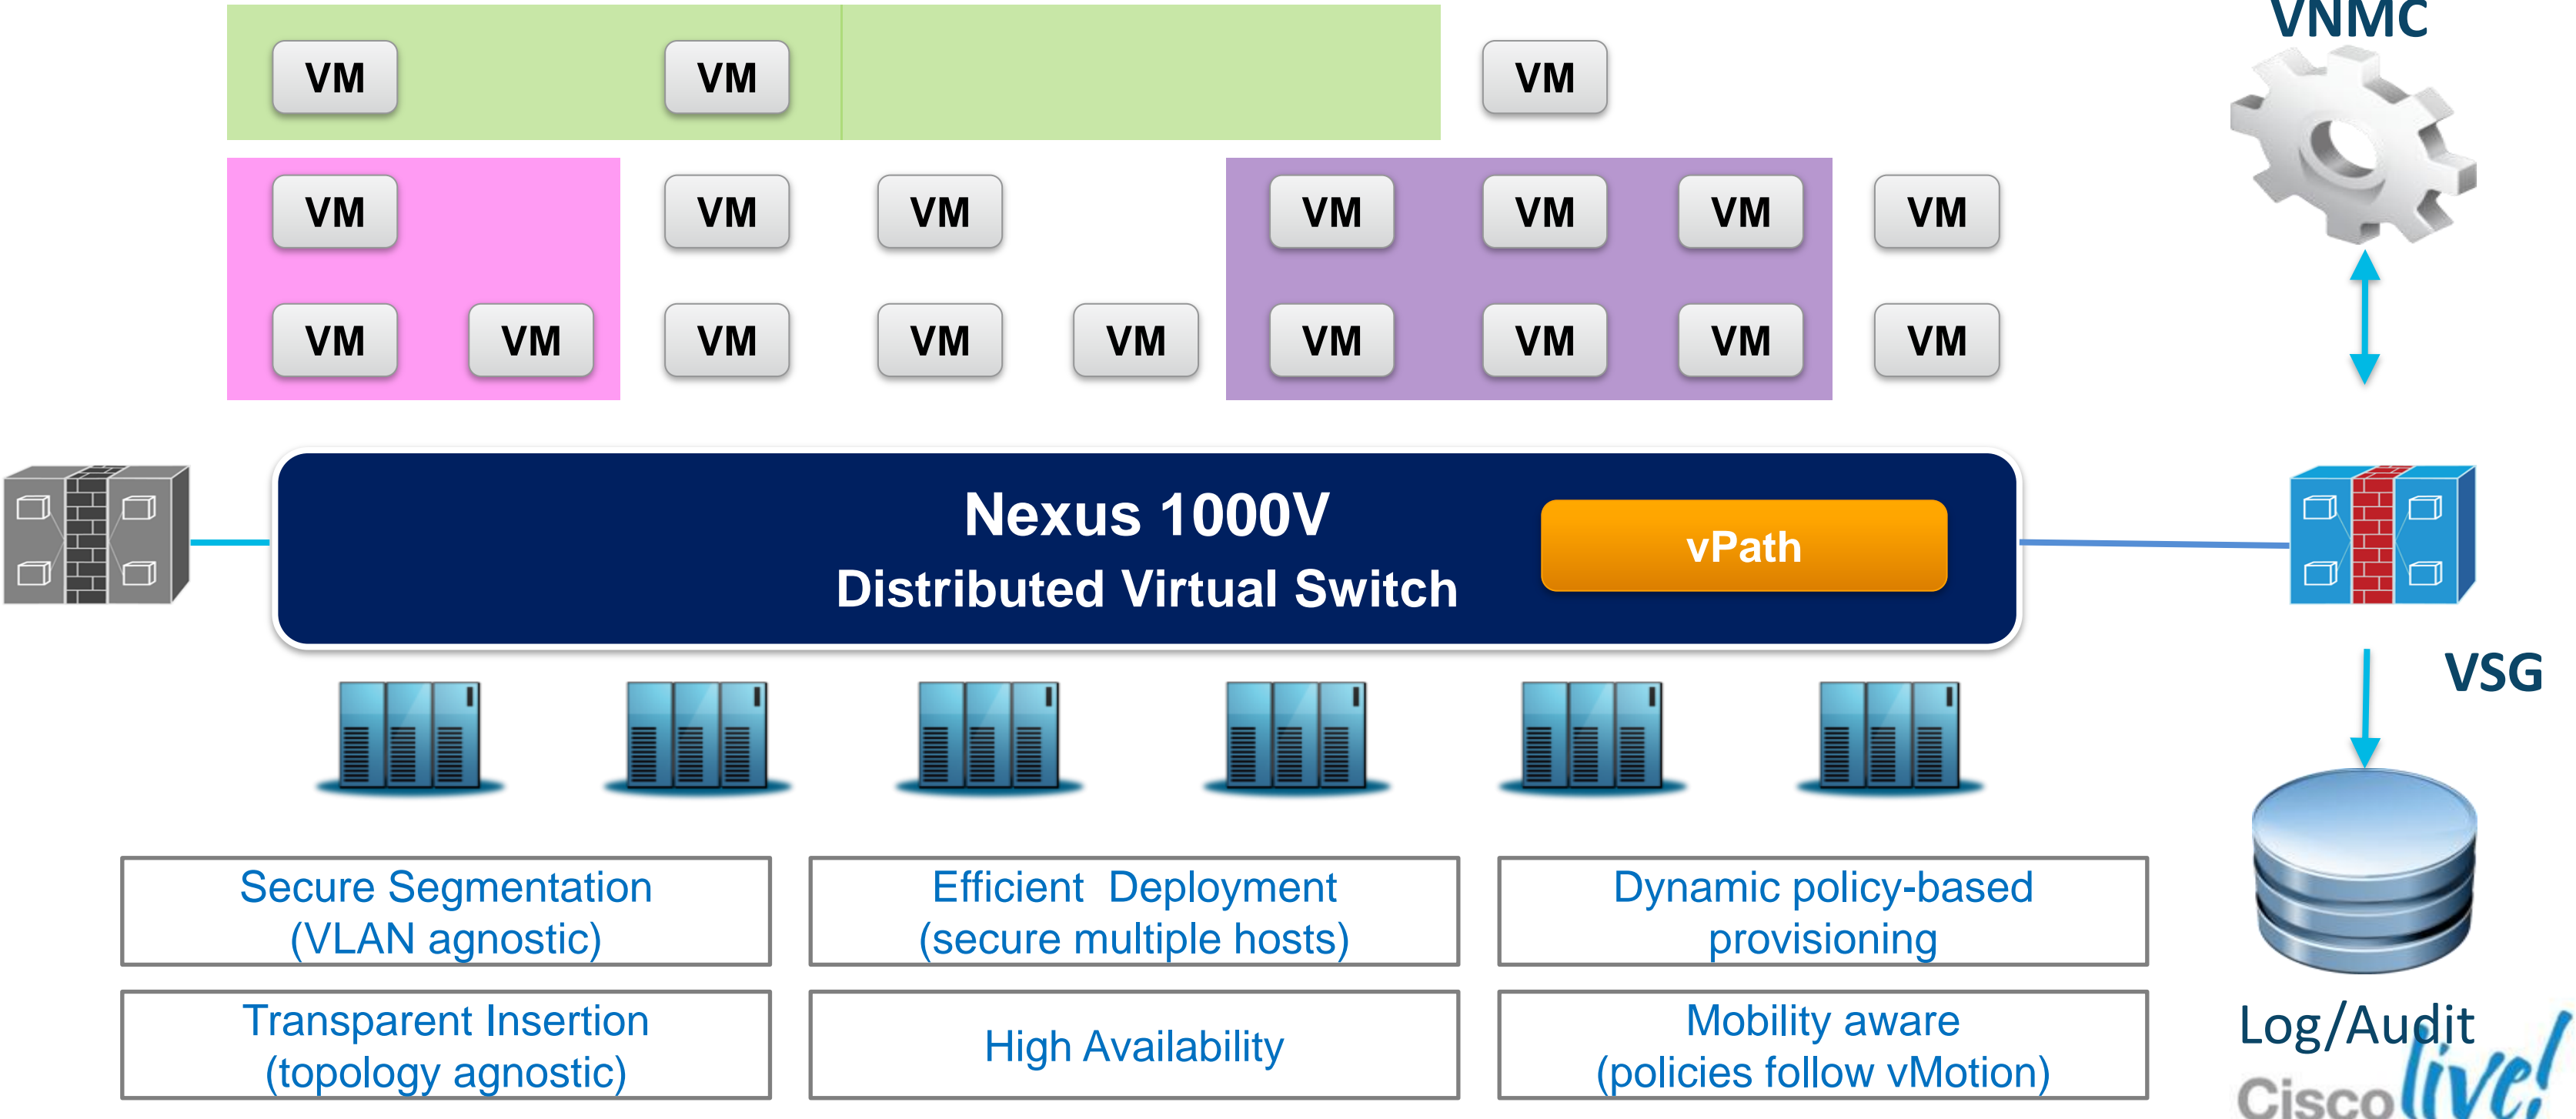 VNMC
VM VM VM
VM VM VM VM VM VM VM
VM VM VM VM VM VM VM VM VM
Nexus 1000V
Distributed Virtual Switch
vPath
VSG
Secure Segmentation
(VLAN agnostic)
Efficient Deployment
(secure multiple hosts)
Dynamic policy-based
provisioning
Transparent Insertion
(topology agnostic)
High Availability
Mobility aware
(policies follow vMotion)
Log/Audit
Cisco live!